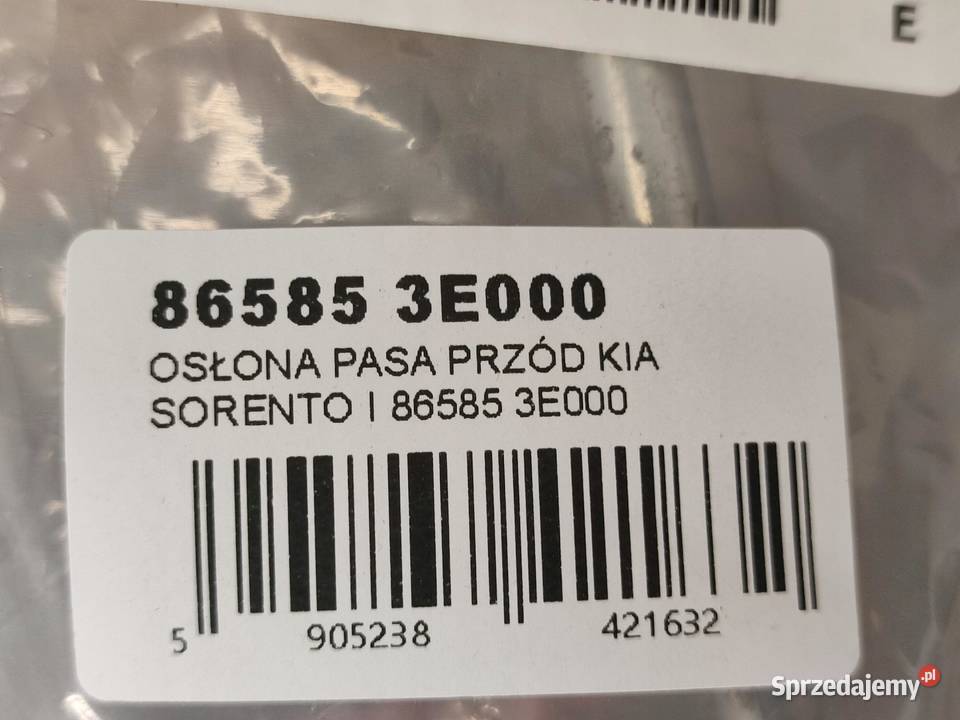 E
86585 3E000
OSŁONA PASA PRZÓD KIA
SORENTO I 86585 3E000
5 905238 421632
Sprzedajemy.pl